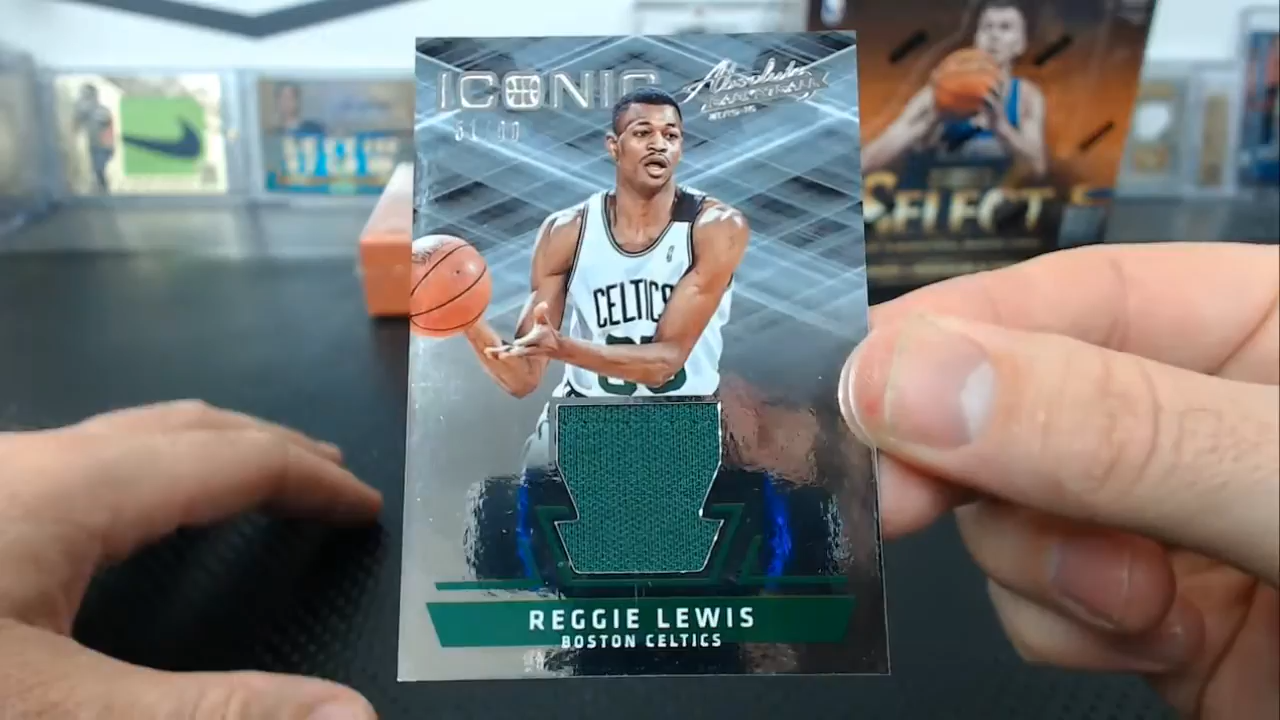 ICONIC
Absolute
CELTICS
SELECT
REGGIE LEWIS
BOSTON CELTICS